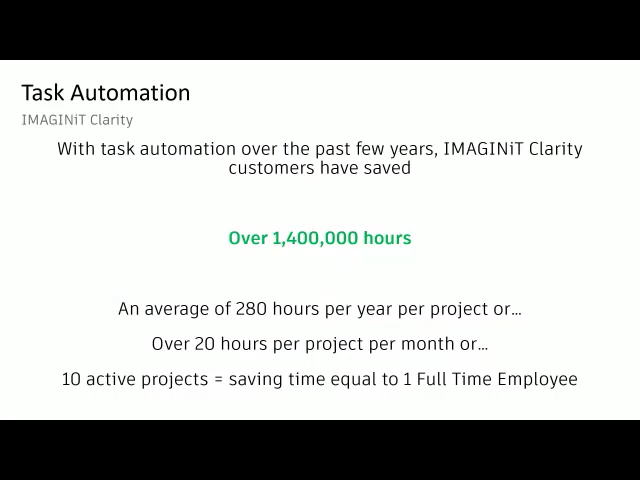 Task Automation
IMAGINiT Clarity
With task automation over the past few years, IMAGINiT Clarity
customers have saved
Over 1,400,000 hours
An average of 280 hours per year per project or...
Over 20 hours per project per month or...
10 active projects = saving time equal to 1 Full Time Employee